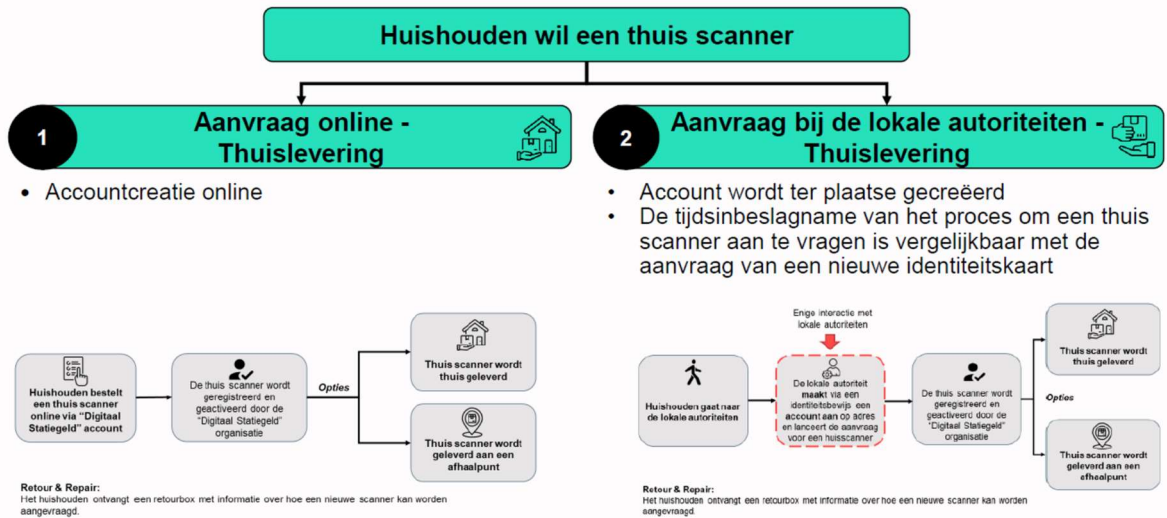 Huishouden wil een thuis scanner
1
Aanvraag online -
Thuislevering
• Accountcreatie online
Huishouden bestelt
een thuis scanner
online via "Digitaal
Statiegeld" account
De thuis scanner wordt
geregistreerd en
geactiveerd door de
"Digitaal Statiegeld"
organisatie
Opties
Thuis scanner wordt
thuis geleverd
Thuis scanner wordt
geleverd aan een
afhaalpunt
Retour & Repair:
Het huishouden ontvangt een retourbox met informatie over hoe een nieuwe scanner kan worden
aangevraagd.
2
Aanvraag bij de lokale autoriteiten -
Thuislevering
• Account wordt ter plaatse gecreëerd
• De tijdsinbeslagname van het proces om een thuis
scanner aan te vragen is vergelijkbaar met de
aanvraag van een nieuwe identiteitskaart
Huishouden gaat naar
de lokale autoriteiten
Enige interactie met
lokale autoriteiten
De lokale autoriteit
maakt via een
identiteitsbewijs een
account aan op adres
en lanceert de aanvraag
voor een huisscanner
De thuis scanner wordt
geregistreerd en
geactiveerd door de
"Digitaal Statiegeld"
organisatie
Opties
Thuis scanner wordt
thuis geleverd
Thuis scanner wordt
geleverd aan een
afhaalpunt
Retour & Repair:
Het huishouden ontvangt een retourbox met informatie over hoe een nieuwe scanner kan worden
aangevraagd.